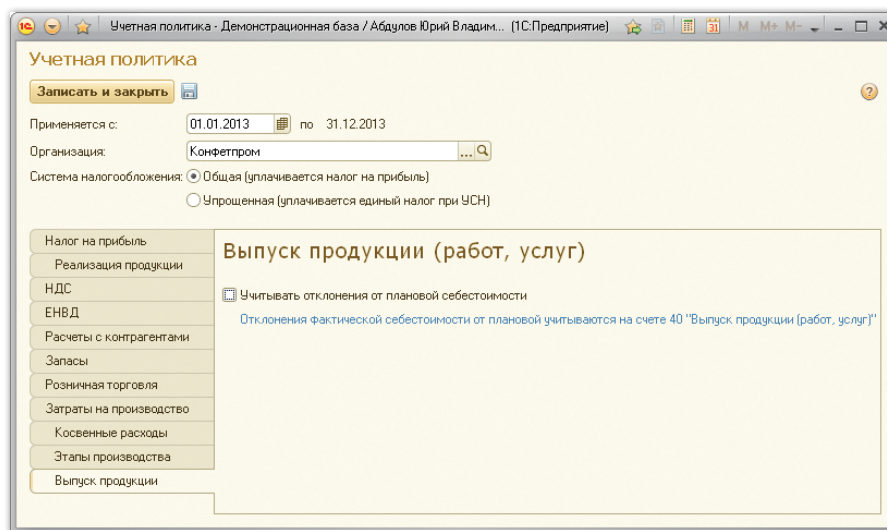 Учетная политика - Демонстрационная база / Абдулов Юрий Владим... (1С:Предприятие)
31
M M+ M-
Учетная политика
Записать и закрыть
?
Применяется с: 01.01.2013 по 31.12.2013
Организация: Конфетпром ...
Система налогообложения: Общая (уплачивается налог на прибыль)
Упрощенная (уплачивается единый налог при УСН)
Налог на прибыль
Реализация продукции
НДС
ЕНВД
Расчеты с контрагентами
Запасы
Розничная торговля
Затраты на производство
Косвенные расходы
Этапы производства
Выпуск продукции
Выпуск продукции (работ, услуг)
Учитывать отклонения от плановой себестоимости
Отклонения фактической себестоимости от плановой учитываются на счете 40 "Выпуск продукции (работ, услуг)"